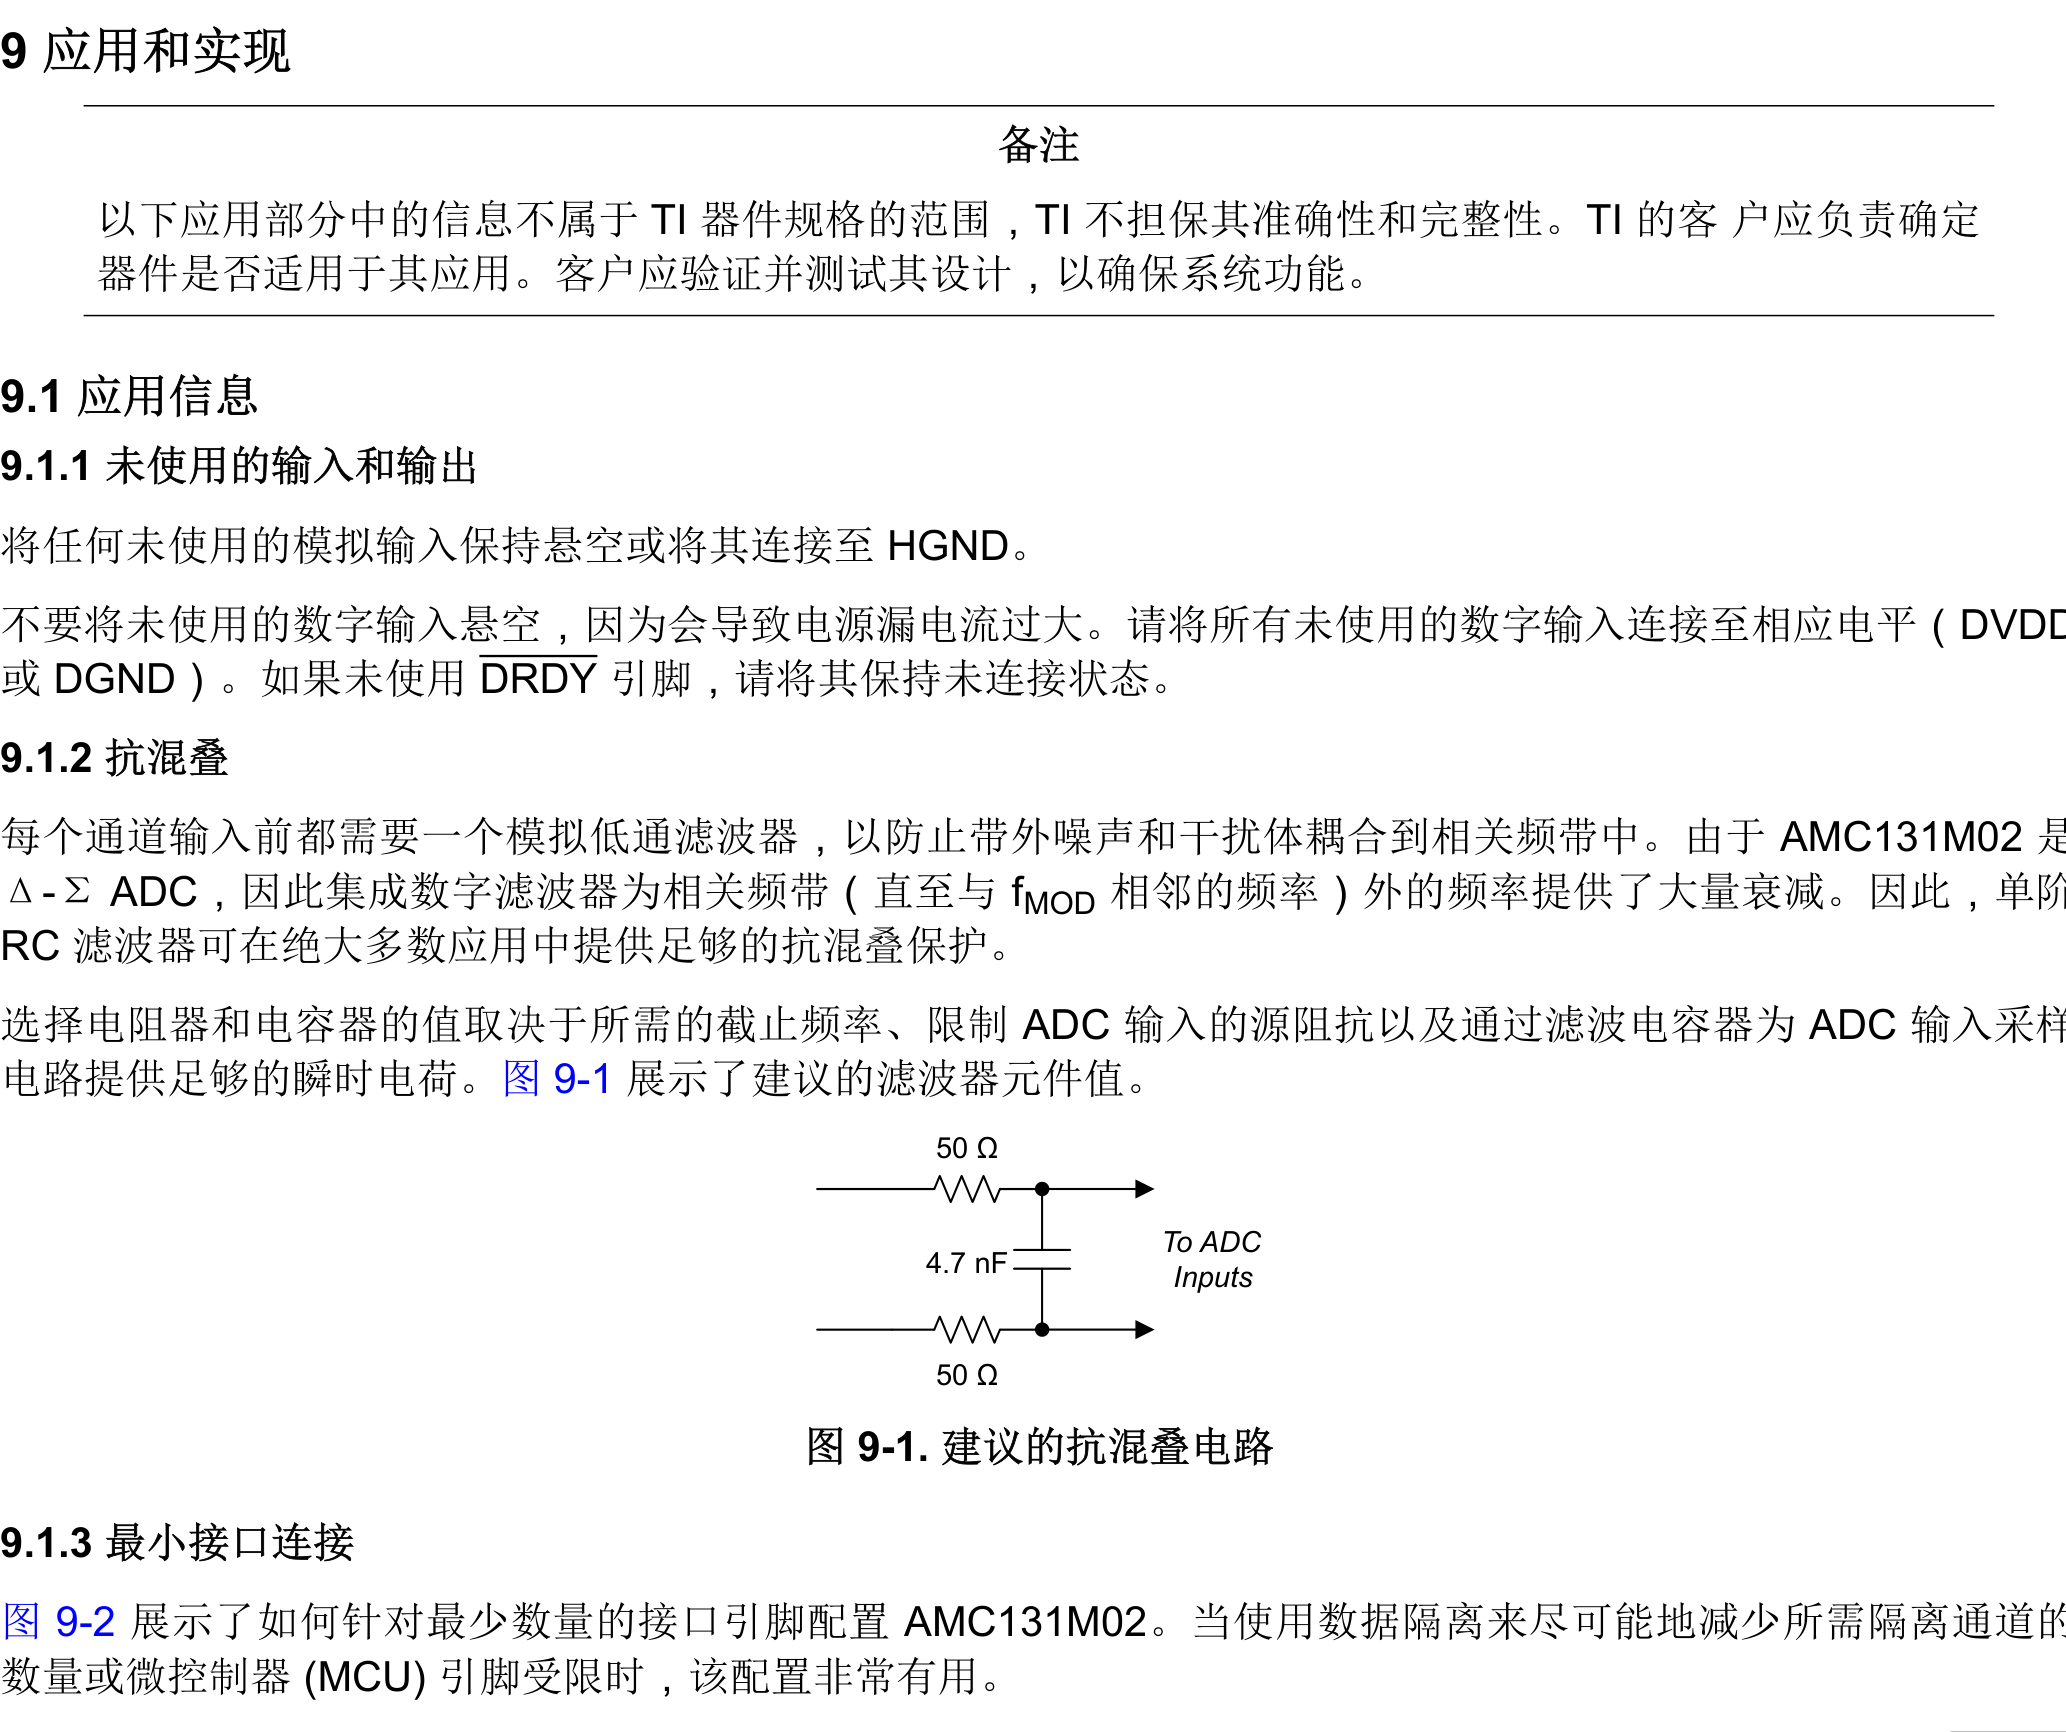 9 应用和实现
备注
以下应用部分中的信息不属于 TI 器件规格的范围，TI 不担保其准确性和完整性。TI 的客 户应负责确定
器件是否适用于其应用。客户应验证并测试其设计，以确保系统功能。
9.1 应用信息
9.1.1 未使用的输入和输出
将任何未使用的模拟输入保持悬空或将其连接至 HGND。
不要将未使用的数字输入悬空，因为会导致电源漏电流过大。请将所有未使用的数字输入连接至相应电平（DVDD
或 DGND）。如果未使用 DRDY 引脚，请将其保持未连接状态。
9.1.2 抗混叠
每个通道输入前都需要一个模拟低通滤波器，以防止带外噪声和干扰体耦合到相关频带中。由于 AMC131M02 是
Δ-Σ ADC，因此集成数字滤波器为相关频带（直至与 fMOD 相邻的频率）外的频率提供了大量衰减。因此，单阶
RC 滤波器可在绝大多数应用中提供足够的抗混叠保护。
选择电阻器和电容器的值取决于所需的截止频率、限制 ADC 输入的源阻抗以及通过滤波电容器为 ADC 输入采样
电路提供足够的瞬时电荷。图 9-1 展示了建议的滤波器元件值。
50 Ω
4.7 nF
To ADC
Inputs
50 Ω
图 9-1. 建议的抗混叠电路
9.1.3 最小接口连接
图 9-2 展示了如何针对最少数量的接口引脚配置 AMC131M02。当使用数据隔离来尽可能地减少所需隔离通道的
数量或微控制器 (MCU) 引脚受限时，该配置非常有用。